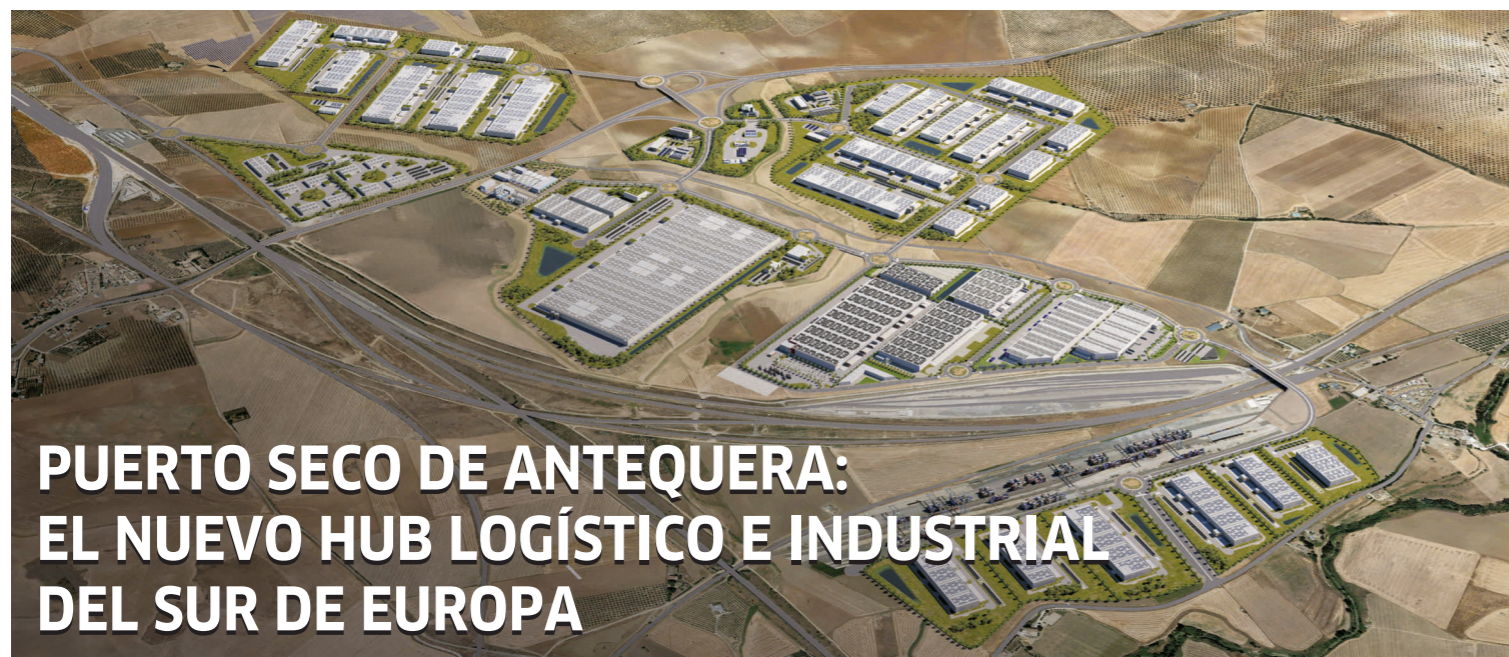 PUERTO SECO DE ANTEQUERA:
EL NUEVO HUB LOGÍSTICO E INDUSTRIAL
DEL SUR DE EUROPA